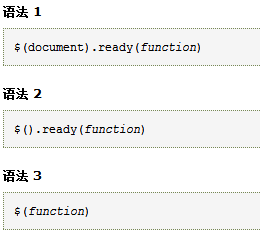 语法 1
$(document).ready(function)
语法 2
$().ready(function)
语法 3
$(function)